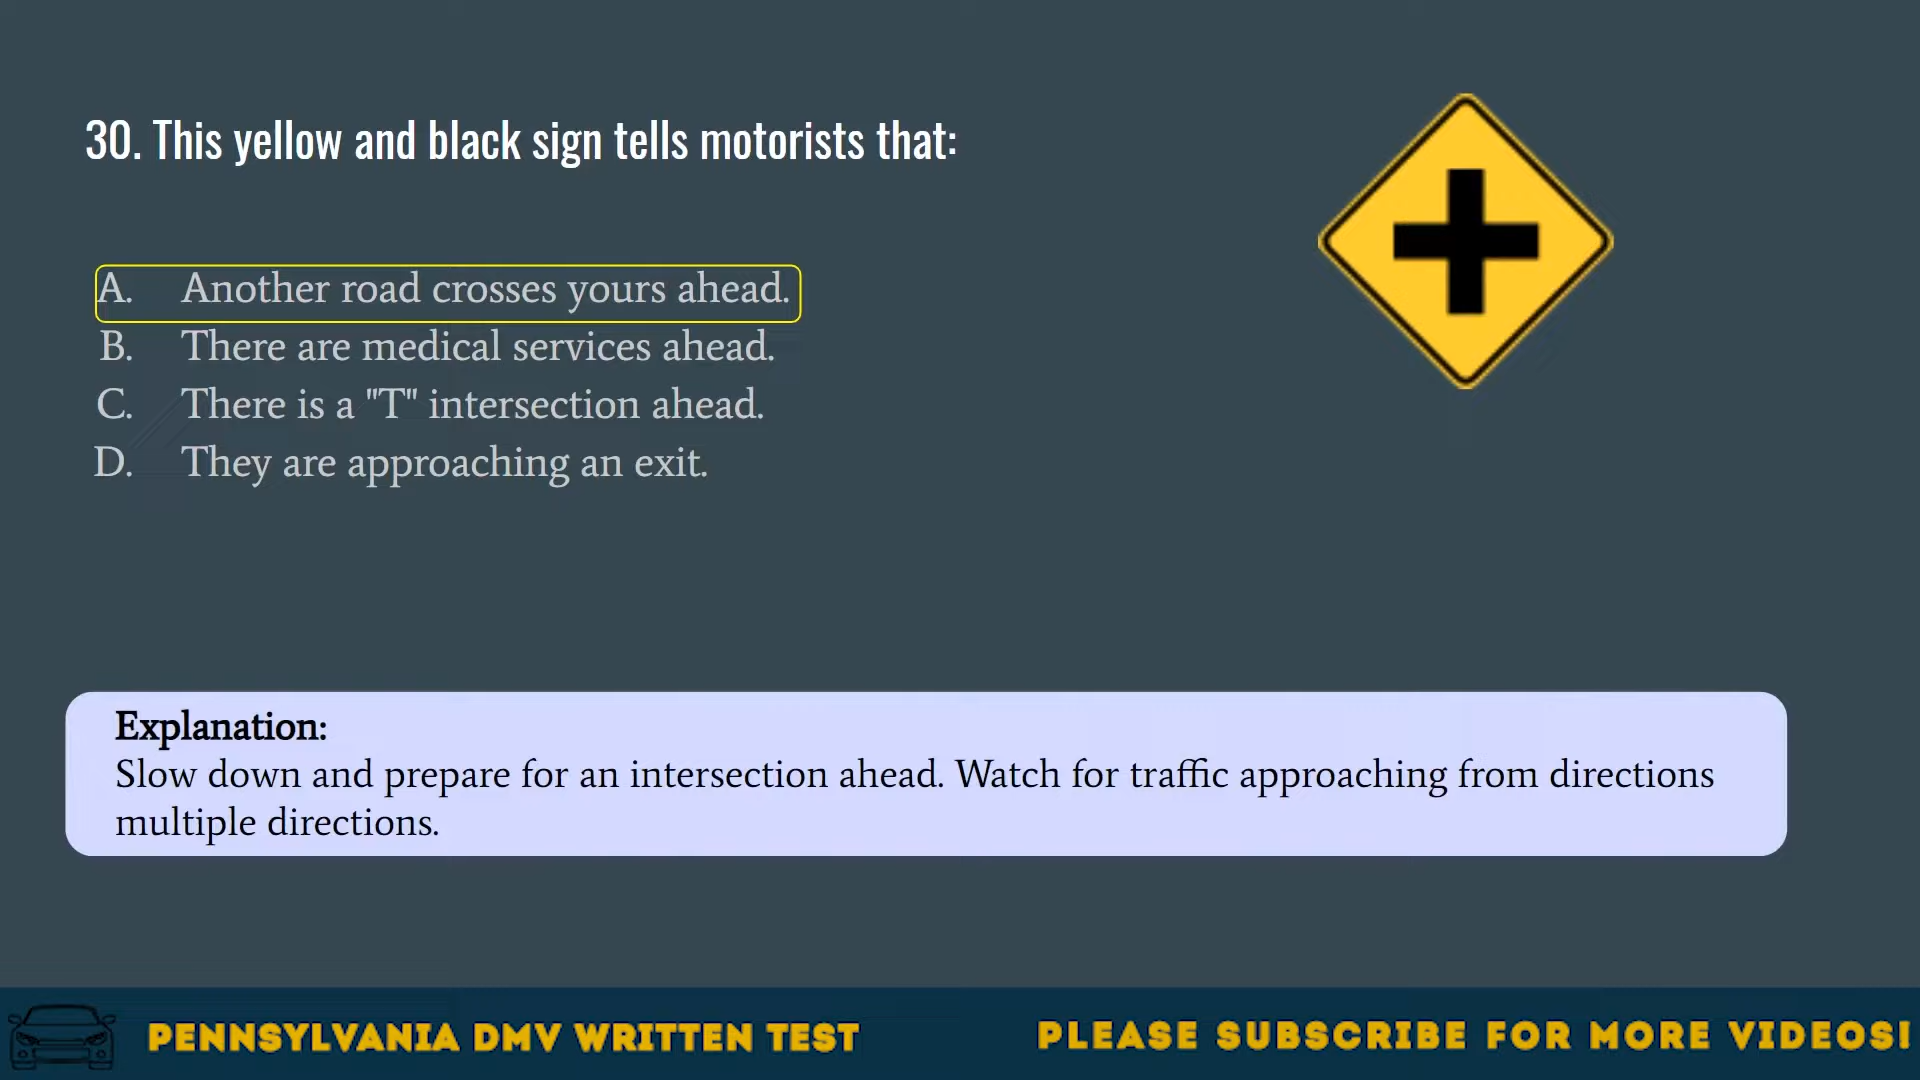 30. This yellow and black sign tells motorists that:
A. Another road crosses yours ahead.
B. There are medical services ahead.
C. There is a "T" intersection ahead.
D. They are approaching an exit.
Explanation:
Slow down and prepare for an intersection ahead. Watch for traffic approaching from directions
multiple directions.
PENNSYLVANIA DMV WRITTEN TEST
PLEASE SUBSCRIBE FOR MORE VIDEOS!